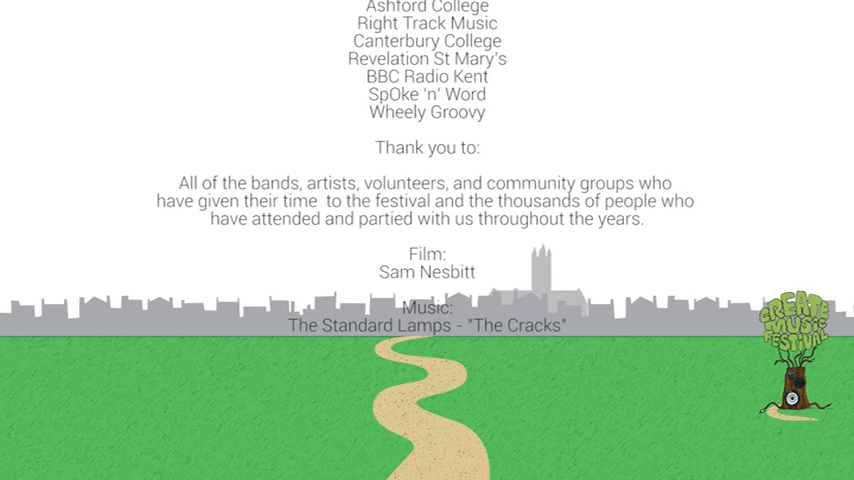 Ashford College
Right Track Music
Canterbury College
Revelation St Mary's
BBC Radio Kent
SpOke 'n' Word
Wheely Groovy
Thank you to:
All of the bands, artists, volunteers, and community groups who
have given their time  to the festival and the thousands of people who
have attended and partied with us throughout the years.
Film:
Sam Nesbitt
Music:
The Standard Lamps - "The Cracks"
CREATE
MUSIC
FESTIVAL